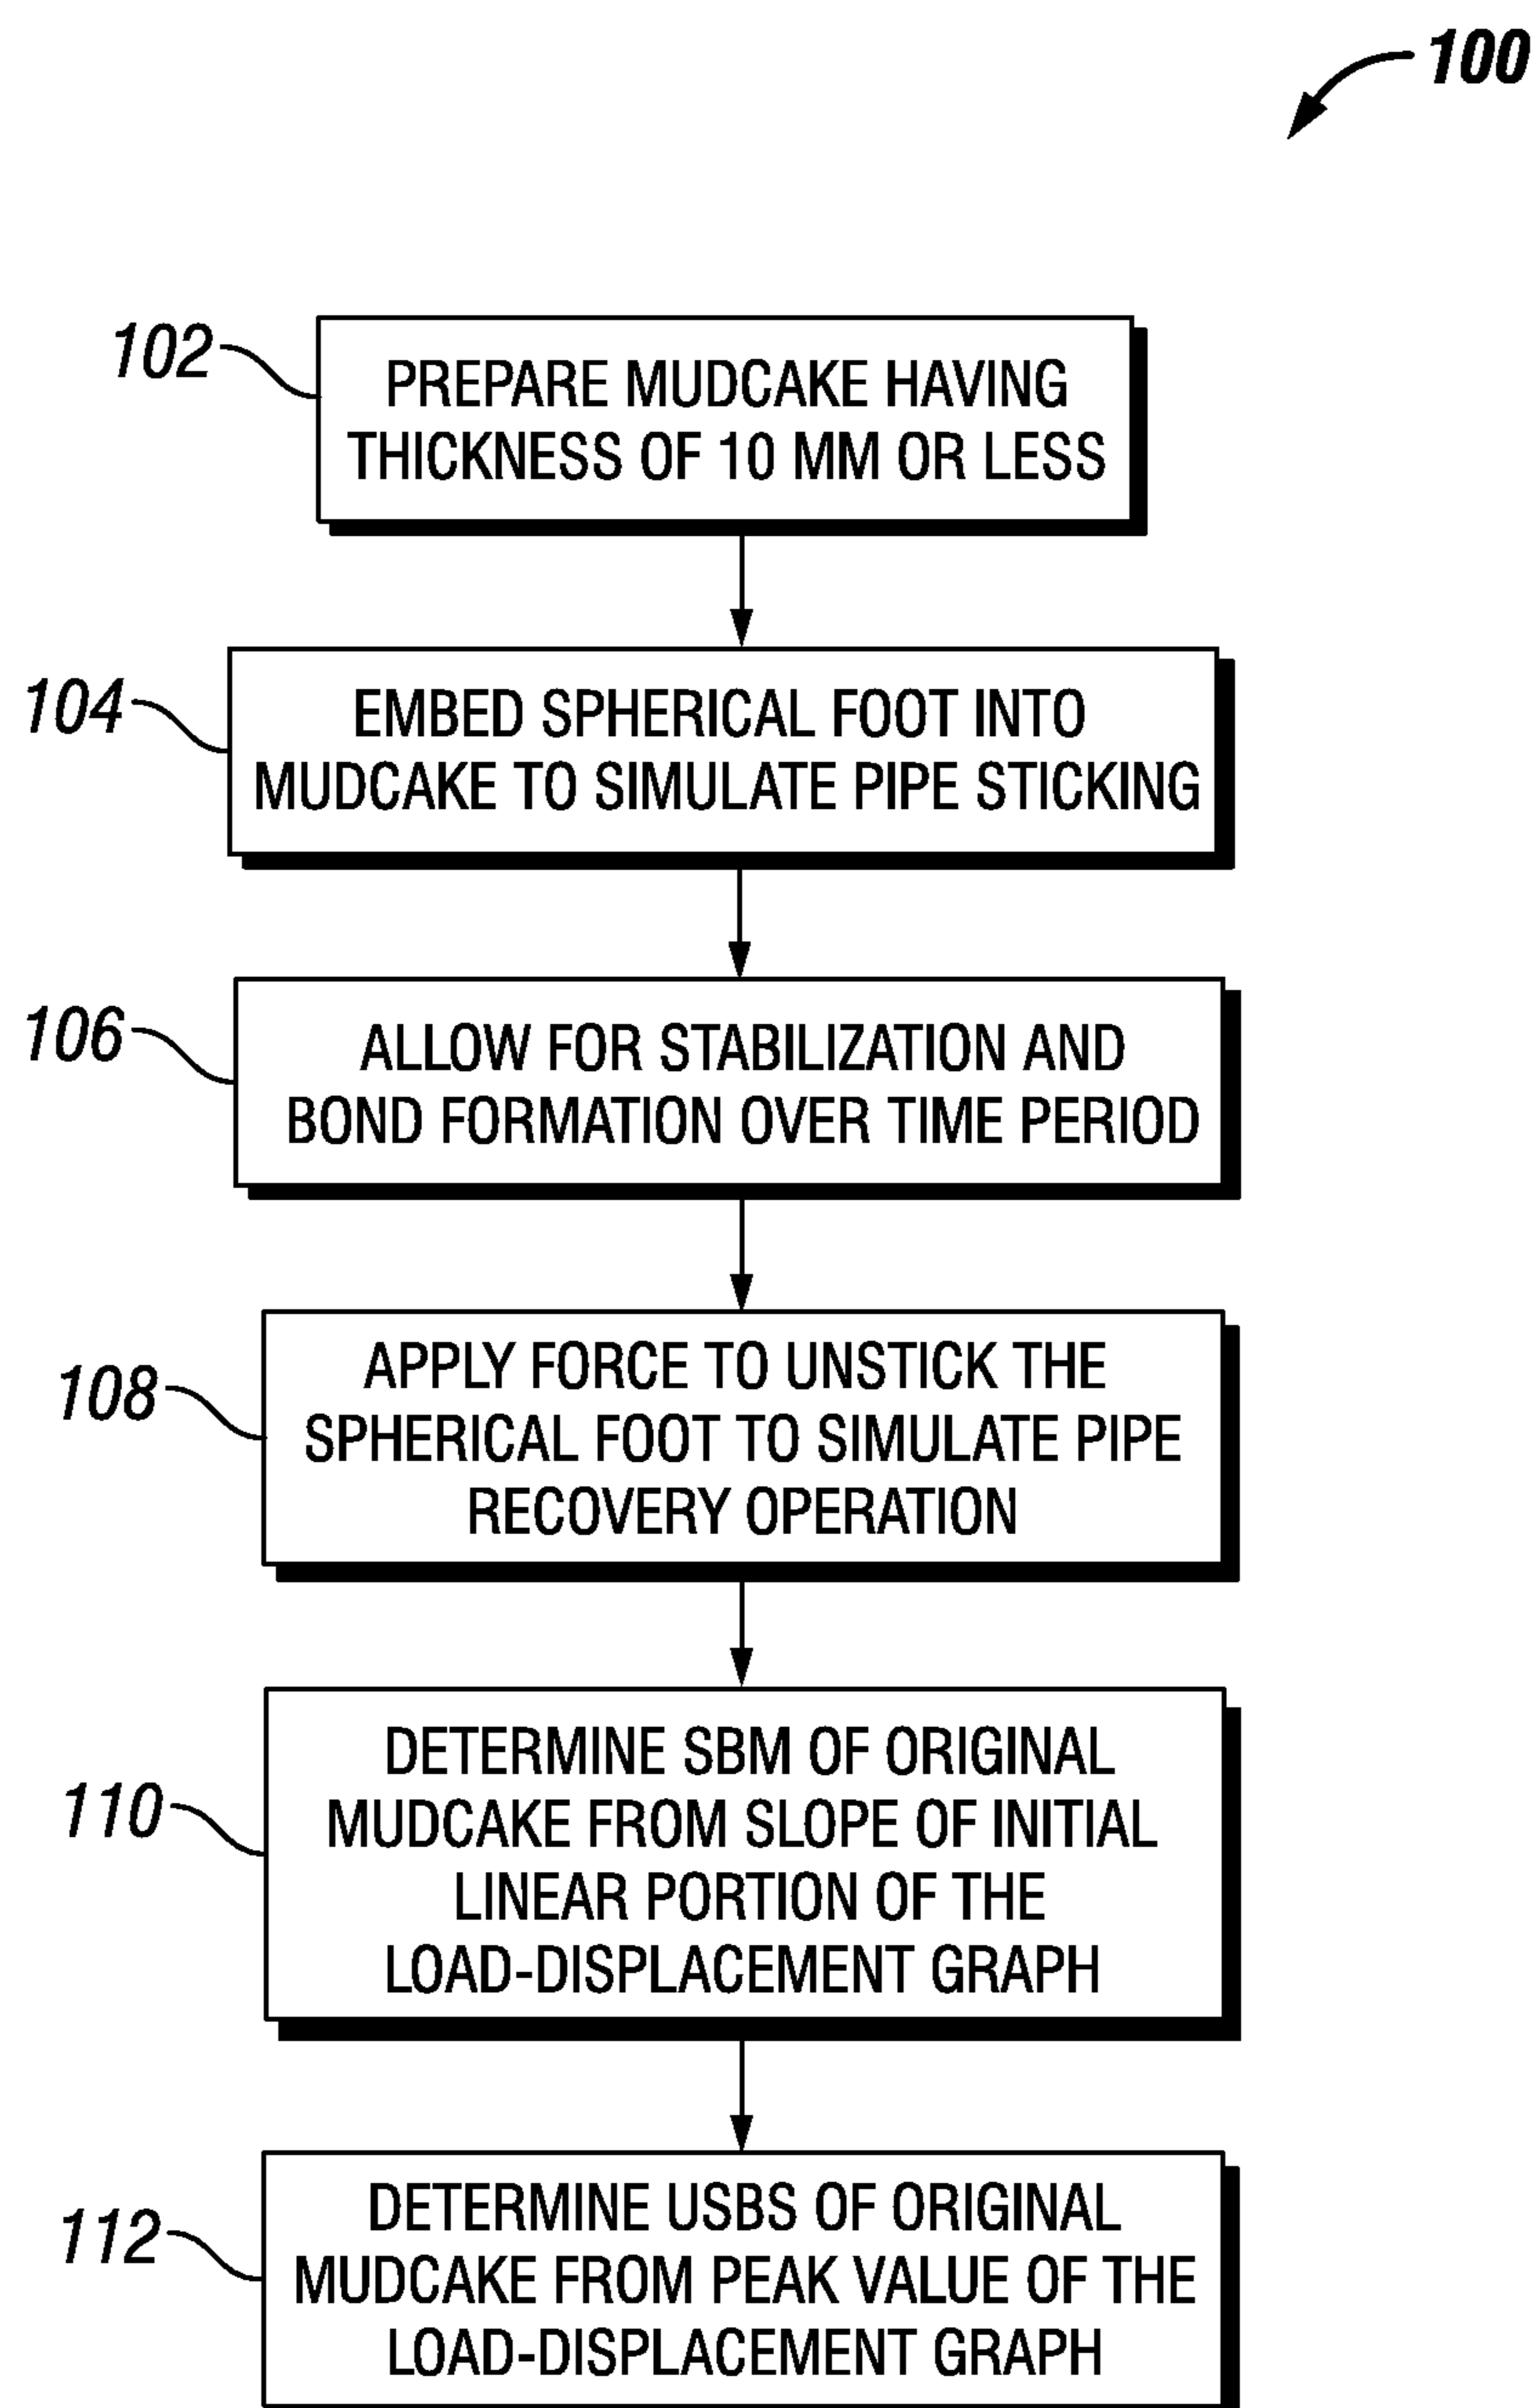 100
102
PREPARE MUDCAKE HAVING
THICKNESS OF 10 MM OR LESS
104
EMBED SPHERICAL FOOT INTO
MUDCAKE TO SIMULATE PIPE STICKING
106
ALLOW FOR STABILIZATION AND
BOND FORMATION OVER TIME PERIOD
108
APPLY FORCE TO UNSTICK THE
SPHERICAL FOOT TO SIMULATE PIPE
RECOVERY OPERATION
110
DETERMINE SBM OF ORIGINAL
MUDCAKE FROM SLOPE OF INITIAL
LINEAR PORTION OF THE
LOAD-DISPLACEMENT GRAPH
112
DETERMINE USBS OF ORIGINAL
MUDCAKE FROM PEAK VALUE OF THE
LOAD-DISPLACEMENT GRAPH